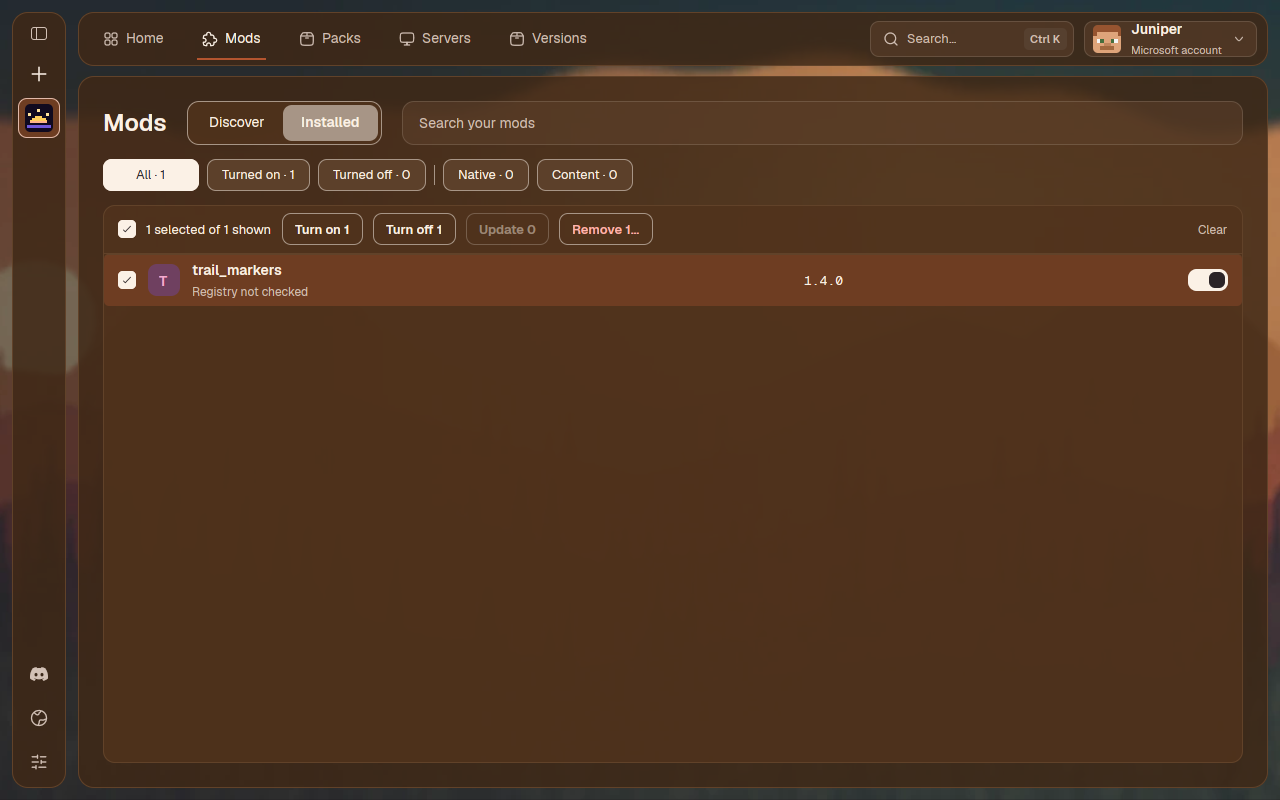 Home
Mods
Packs
Servers
Versions
Search...
Ctrl K
Juniper
Microsoft account
Mods
Discover
Installed
Search your mods
All · 1
Turned on · 1
Turned off · 0
Native · 0
Content · 0
1 selected of 1 shown
Turn on 1
Turn off 1
Update 0
Remove 1...
Clear
T
trail_markers
Registry not checked
1.4.0